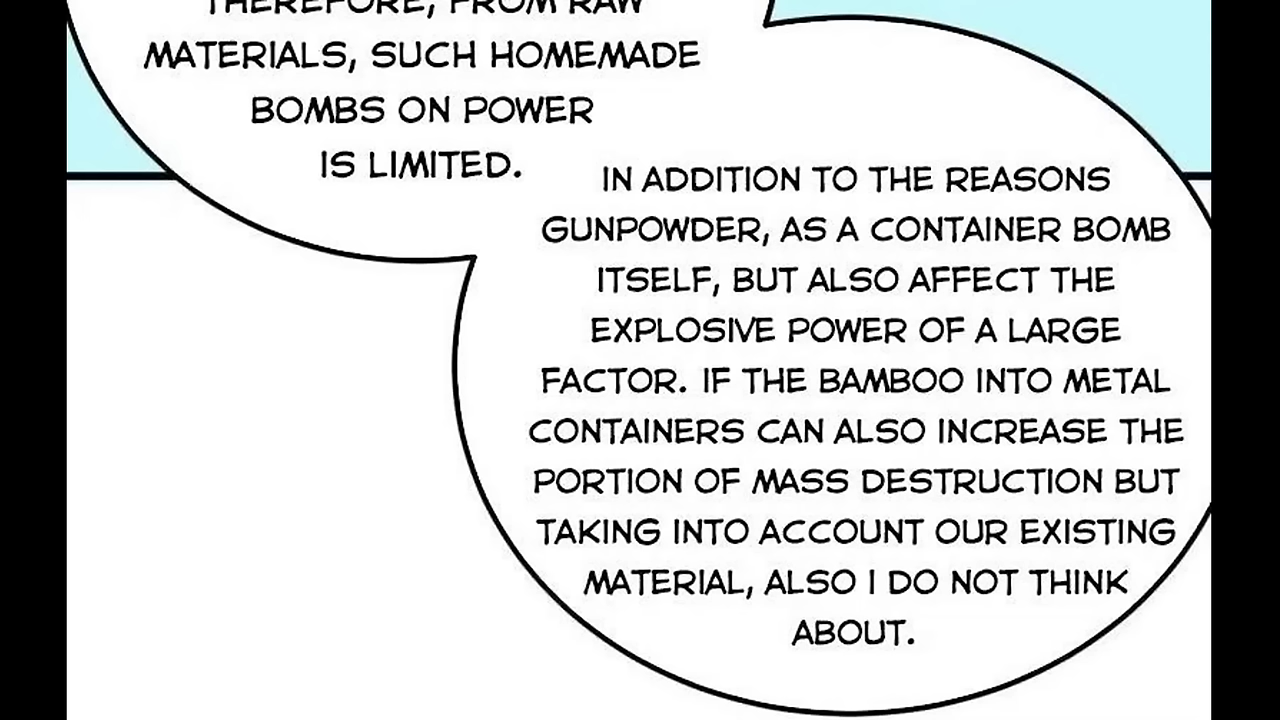 THEREFORE, FROM RAW
MATERIALS, SUCH HOMEMADE
BOMBS ON POWER
IS LIMITED.
IN ADDITION TO THE REASONS
GUNPOWDER, AS A CONTAINER BOMB
ITSELF, BUT ALSO AFFECT THE
EXPLOSIVE POWER OF A LARGE
FACTOR. IF THE BAMBOO INTO METAL
CONTAINERS CAN ALSO INCREASE THE
PORTION OF MASS DESTRUCTION BUT
TAKING INTO ACCOUNT OUR EXISTING
MATERIAL, ALSO I DO NOT THINK
ABOUT.